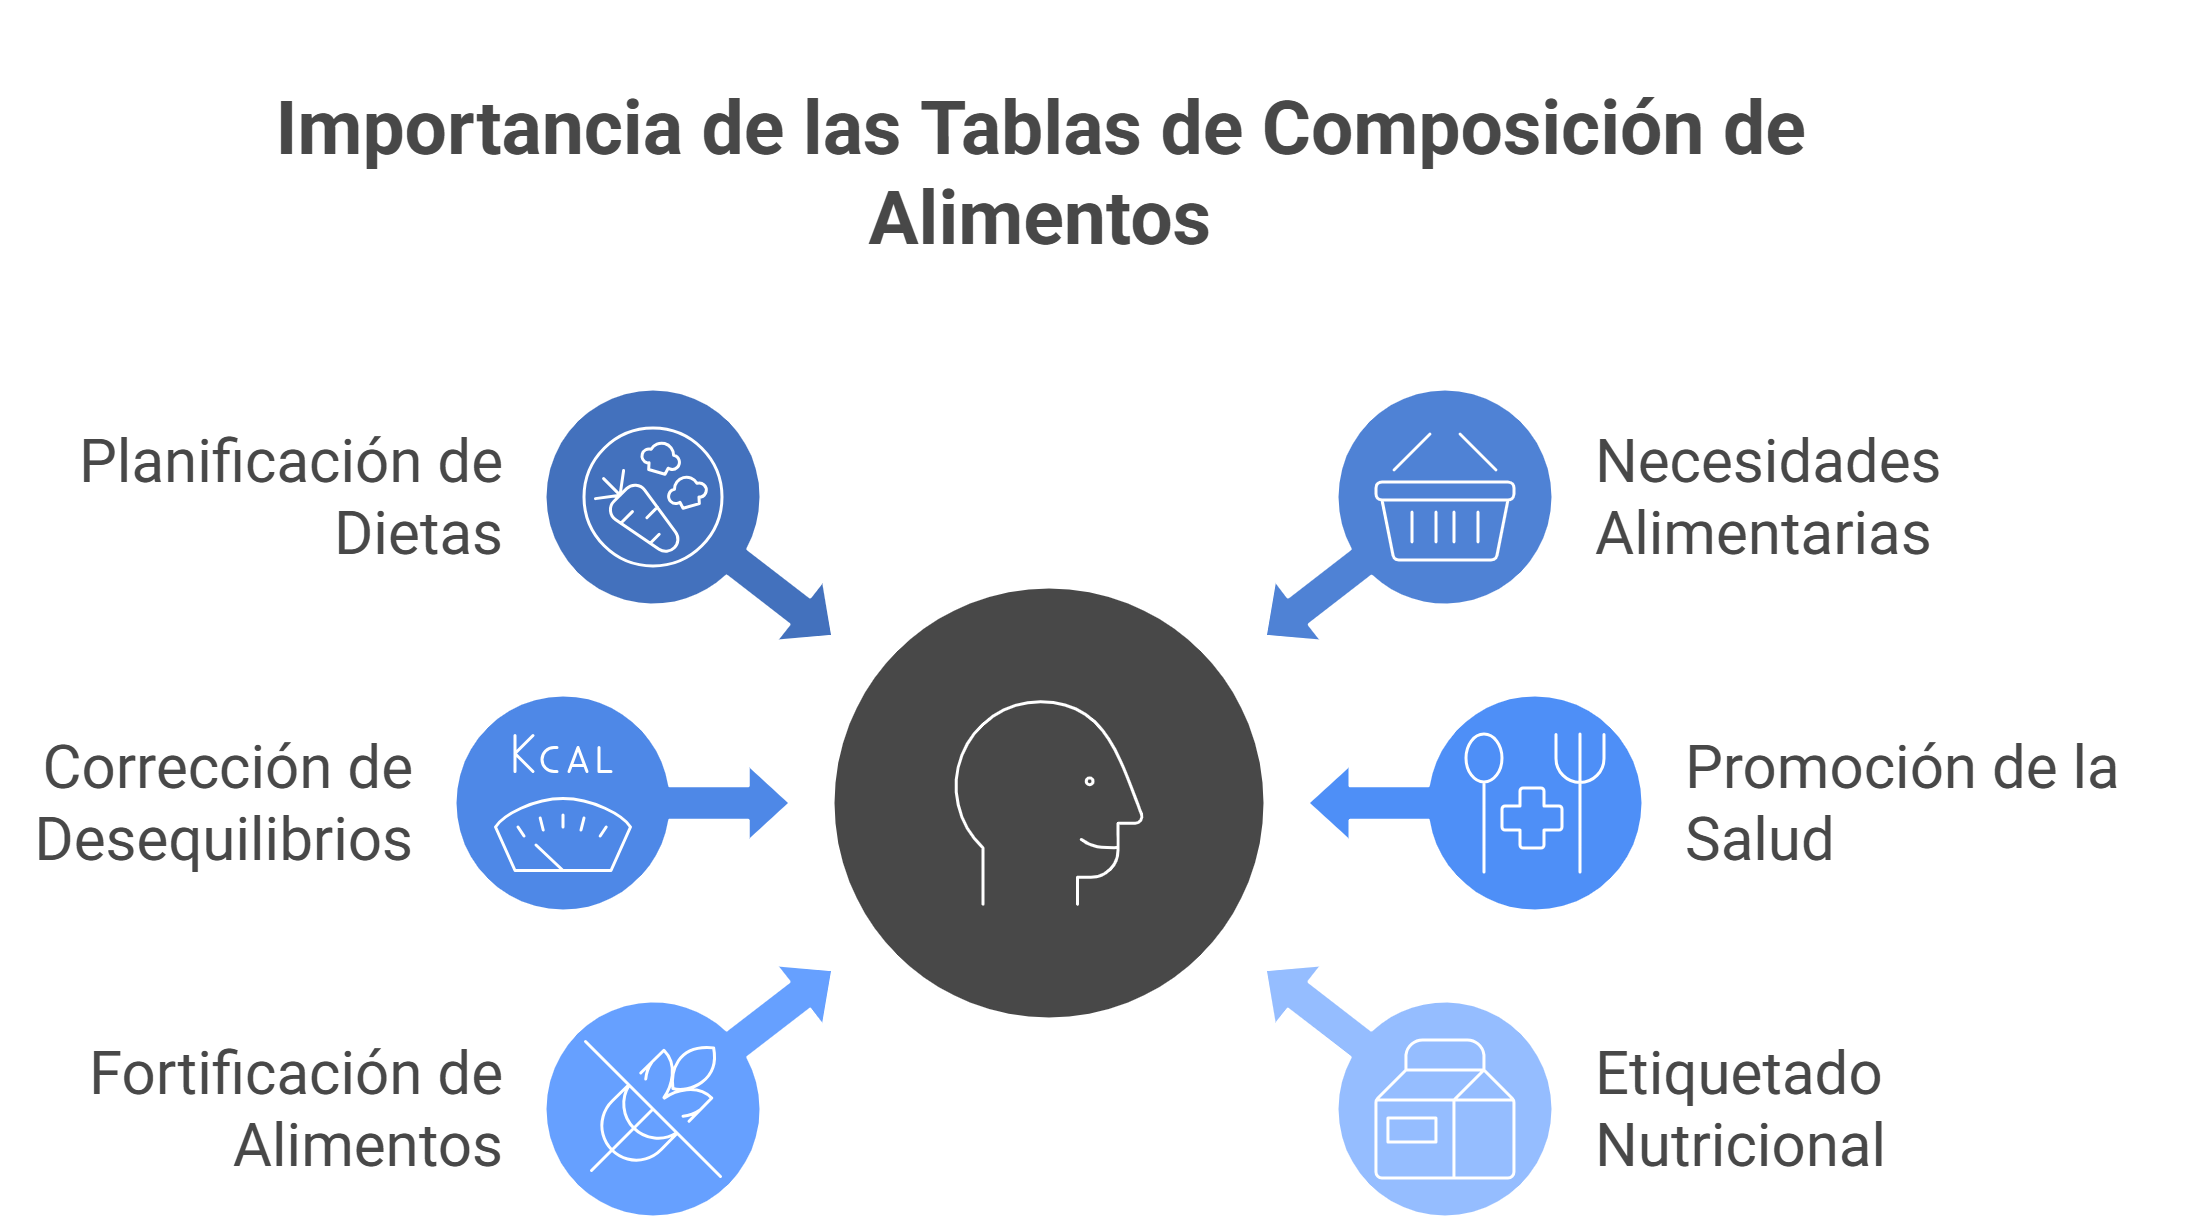 Importancia de las Tablas de Composición de
Alimentos
Planificación de
Dietas
Necesidades
Alimentarias
KCAL
Corrección de
Desequilibrios
Promoción de la
Salud
Fortificación de
Alimentos
Etiquetado
Nutricional